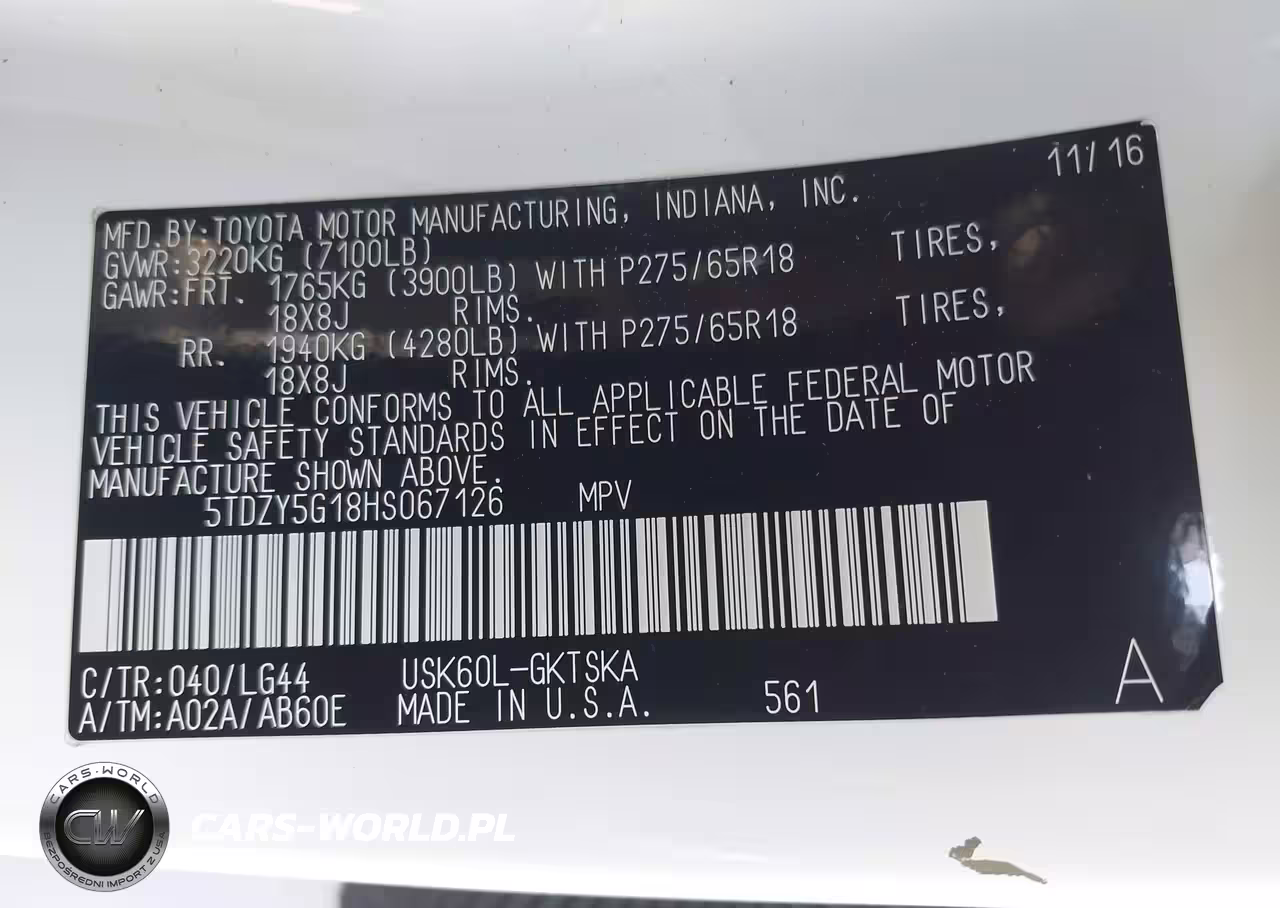 11/16
MFD.BY:TOYOTA MOTOR MANUFACTURING, INDIANA, INC.
GVWR:3220KG (7100LB)
GAWR:FRT. 1765KG (3900LB) WITH P275/65R18 TIRES,
18X8J RIMS.
RR. 1940KG (4280LB) WITH P275/65R18 TIRES,
18X8J RIMS.
THIS VEHICLE CONFORMS TO ALL APPLICABLE FEDERAL MOTOR
VEHICLE SAFETY STANDARDS IN EFFECT ON THE DATE OF
MANUFACTURE SHOWN ABOVE.
5TDZY5G18HS067126 MPV
C/TR:040/LG44 USK60L-GKTSKA
A/TM:A02A/AB60E MADE IN U.S.A. 561 A
CARS-WORLD
CW
BEZPOŚREDNI IMPORT Z USA
CARS-WORLD.PL